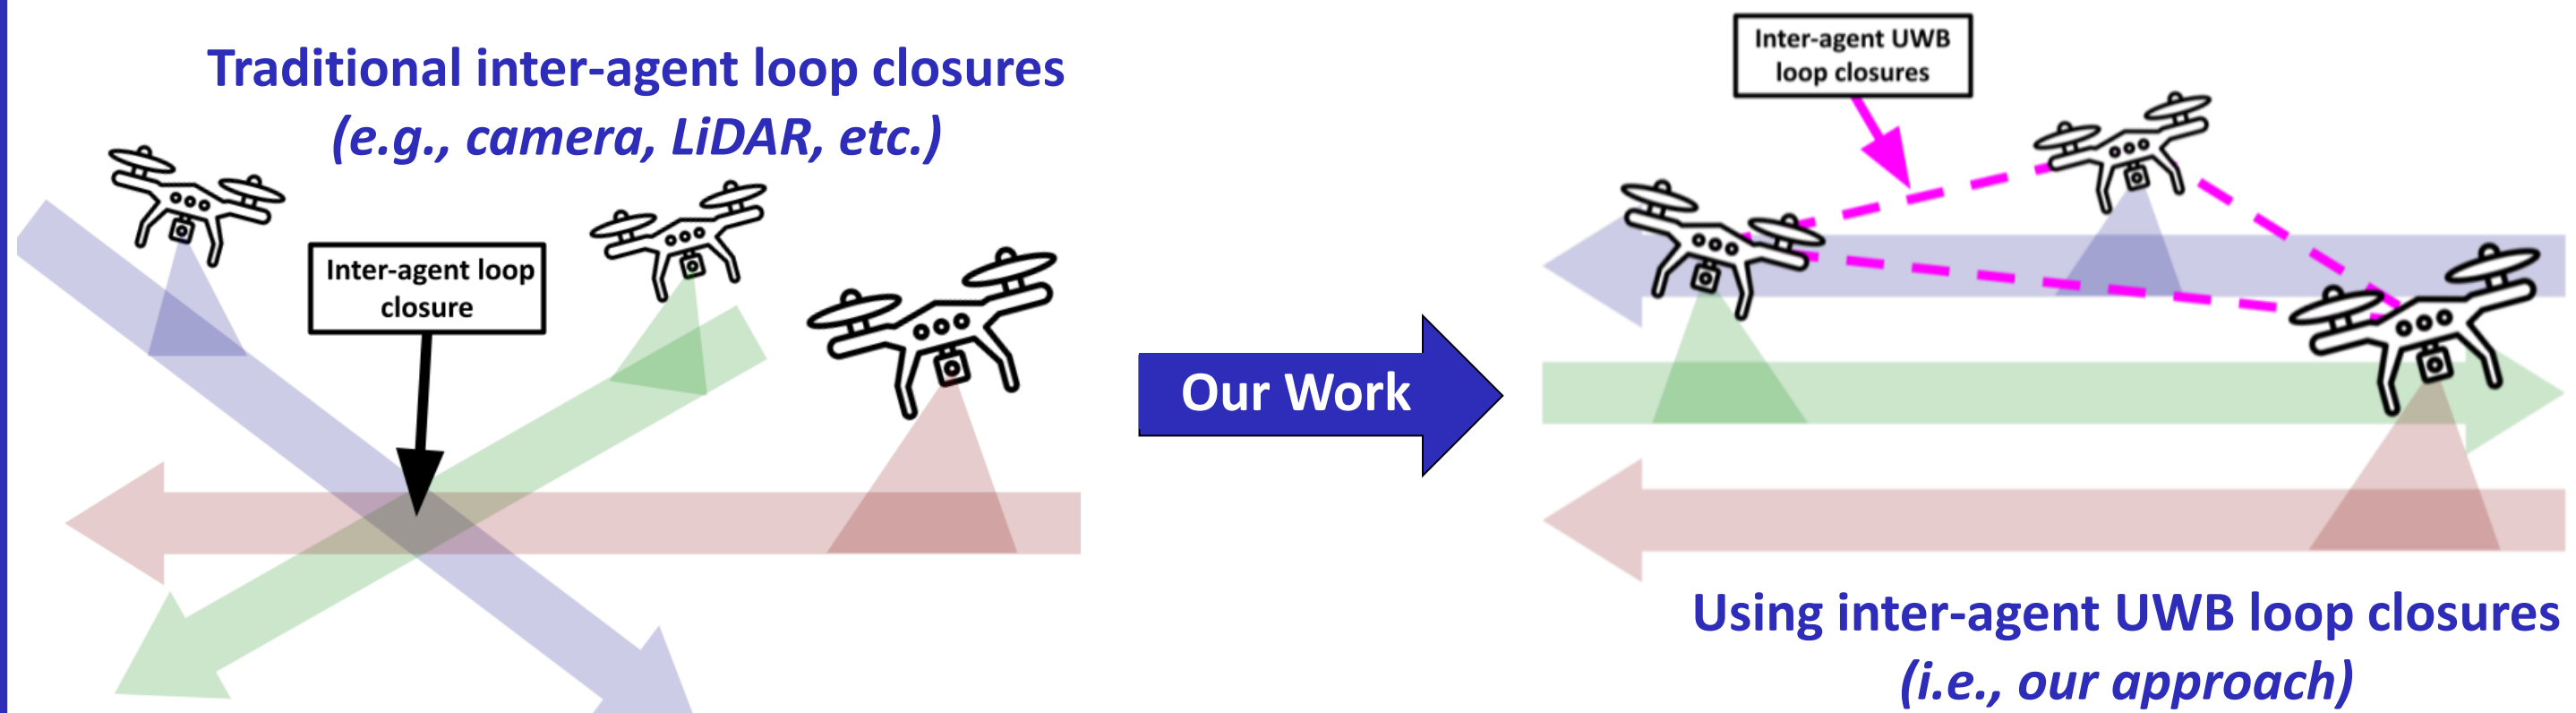 Traditional inter-agent loop closures
(e.g., camera, LiDAR, etc.)
Inter-agent loop
closure
Our Work
Inter-agent UWB
loop closures
Using inter-agent UWB loop closures
(i.e., our approach)